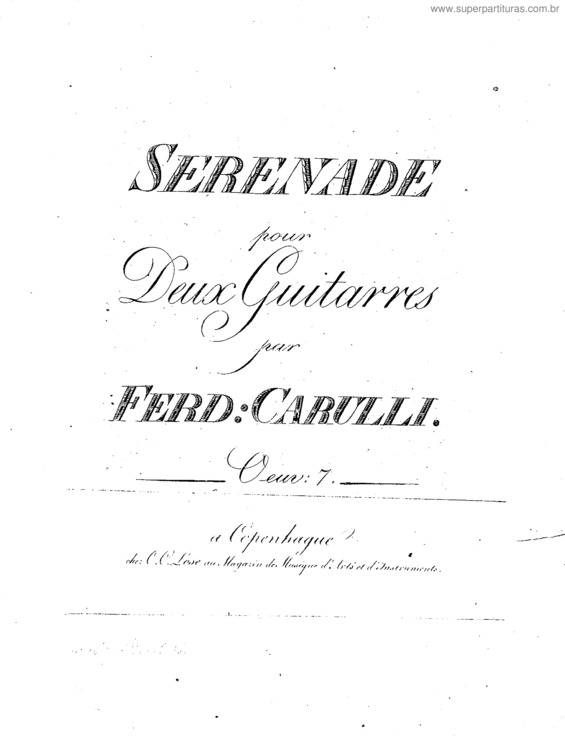 www.superpartituras.com.br
SERENADE
pour
Deux Guitarres
par
FERD: CARULLI.
Oeuv: 7.
a Copenhague
chez C.C. Lose au Magazin de Musique d'Arts et d'Instruments.